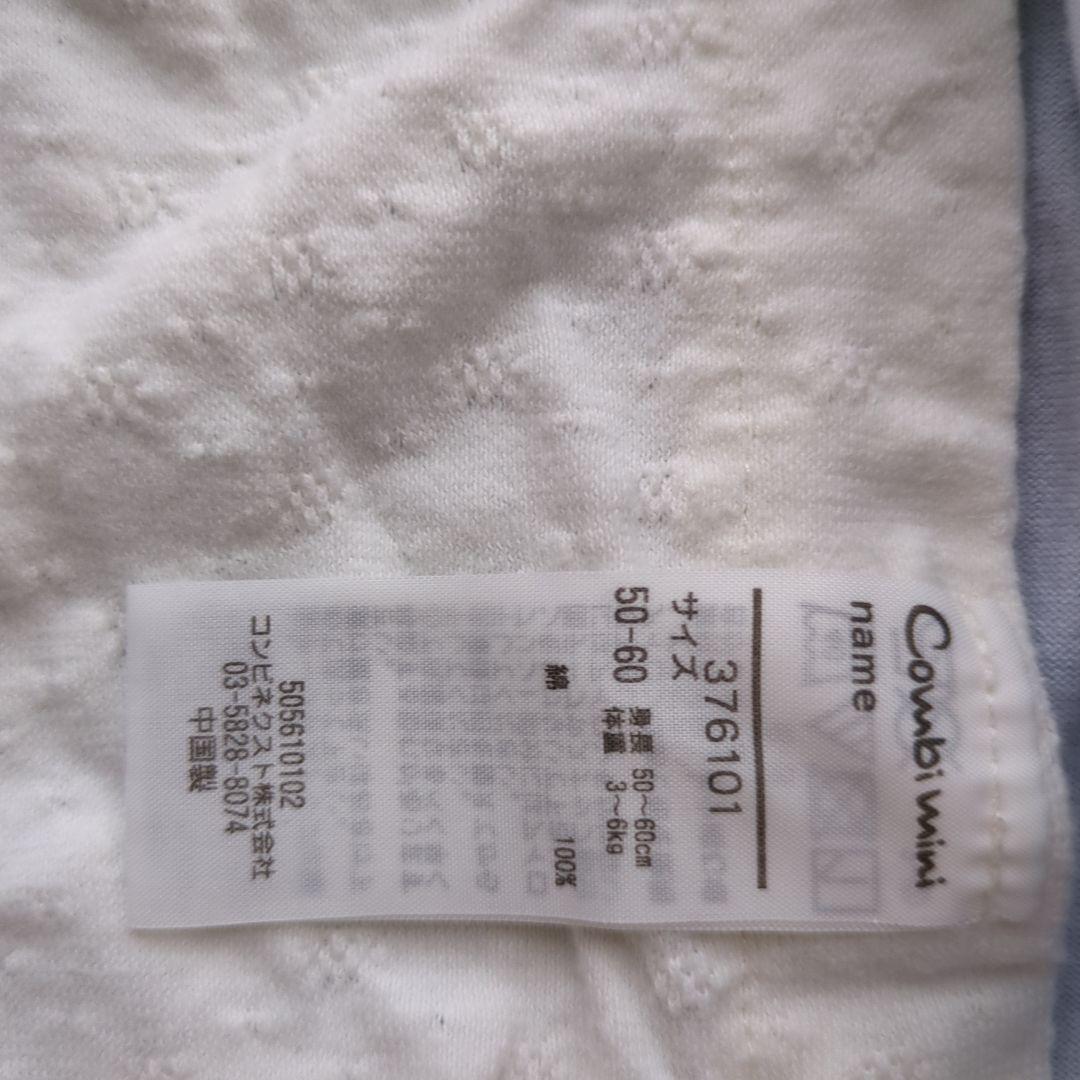 Combi mini
name
376101
サイズ
50-60 身長 50~60cm
体重 3~6kg
綿 100%
505610102
コンビネクスト株式会社
03-5828-8074
中国製